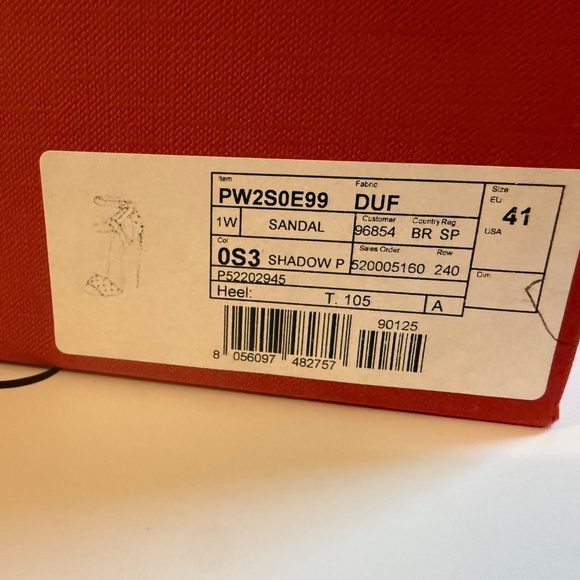 Item Fabric Size
PW2S0E99 DUF EU 41
1W SANDAL Customer 96854 Country Rag BR SP USA
Col Sales Order Row
0S3 SHADOW P 520005160 240 Dim
P52202945
Heel: T. 105 A
90125
8 056097 482757